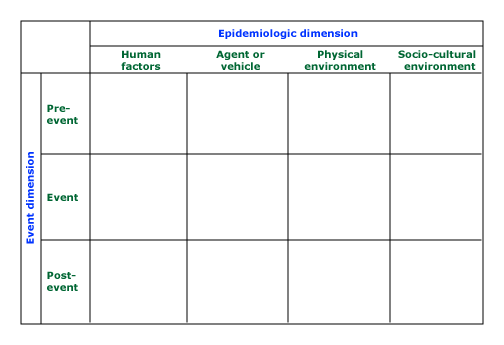 Epidemiologic dimension
Human
factors
Agent or
vehicle
Physical
environment
Socio-cultural
environment
Event dimension
Pre-
event
Event
Post-
event